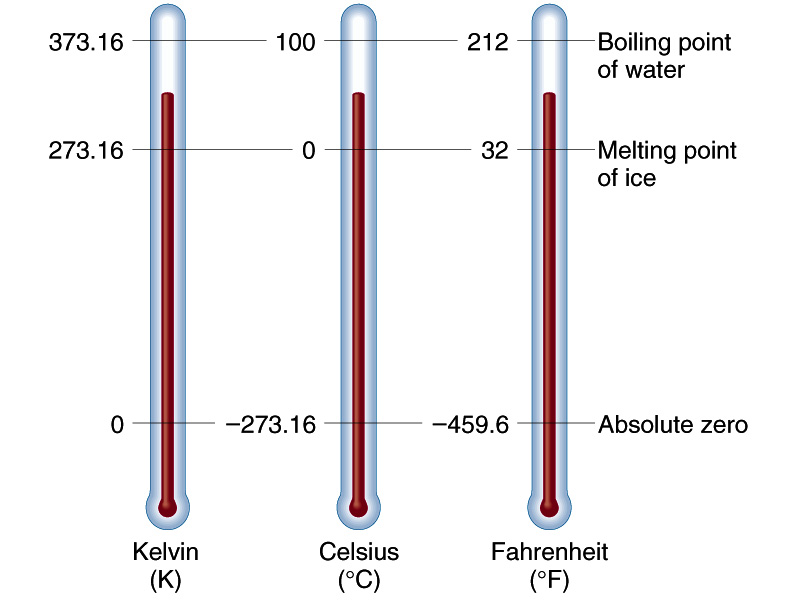 373.16 100 212 Boiling point
of water
273.16 0 32 Melting point
of ice
0 −273.16 −459.6 Absolute zero
Kelvin Celsius Fahrenheit
(K) (°C) (°F)